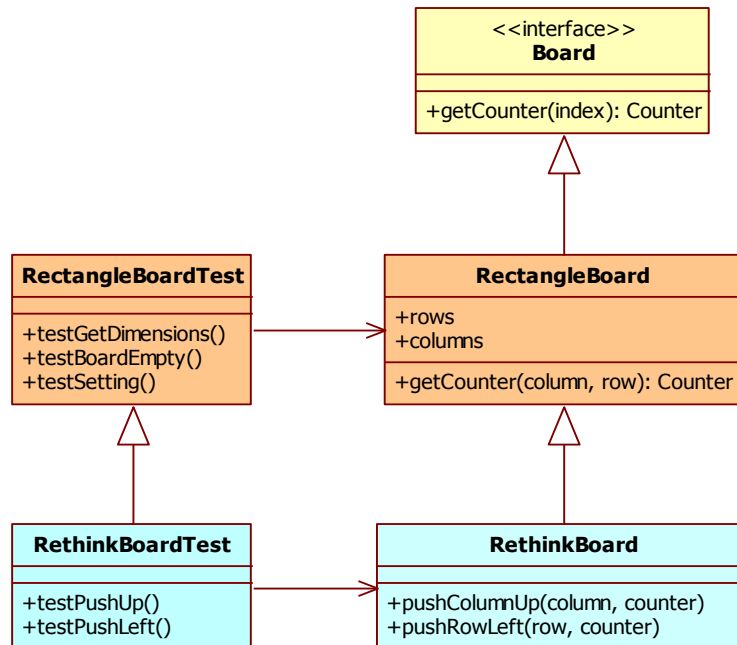 <<interface>>
Board
+getCounter(index): Counter
RectangleBoardTest
+testGetDimensions()
+testBoardEmpty()
+testSetting()
RectangleBoard
+rows
+columns
+getCounter(column, row): Counter
RethinkBoardTest
+testPushUp()
+testPushLeft()
RethinkBoard
+pushColumnUp(column, counter)
+pushRowLeft(row, counter)